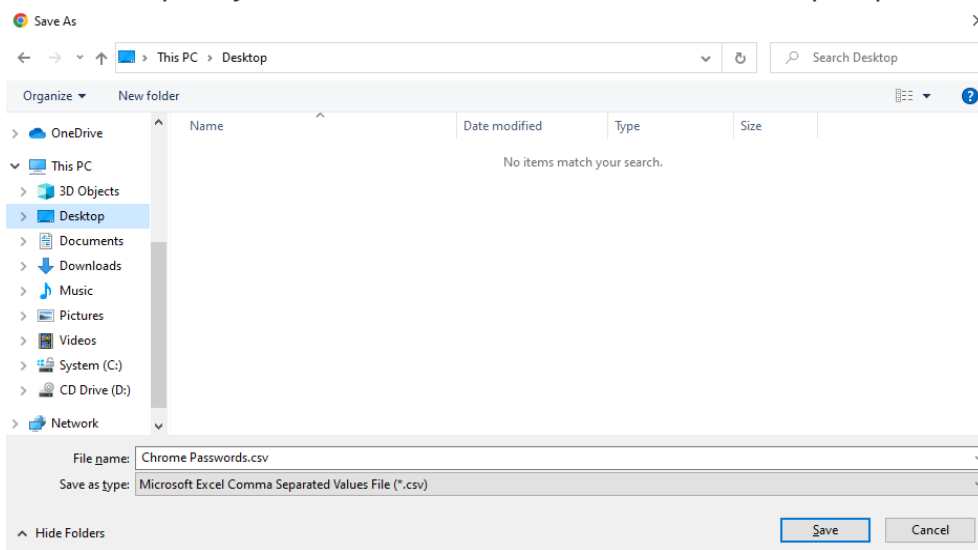 Save As
This PC > Desktop
Search Desktop
Organize
New folder
Name
Date modified
Type
Size
OneDrive
No items match your search.
This PC
3D Objects
Desktop
Documents
Downloads
Music
Pictures
Videos
System (C:)
CD Drive (D:)
Network
File name: Chrome Passwords.csv
Save as type: Microsoft Excel Comma Separated Values File (*.csv)
Hide Folders
Save
Cancel